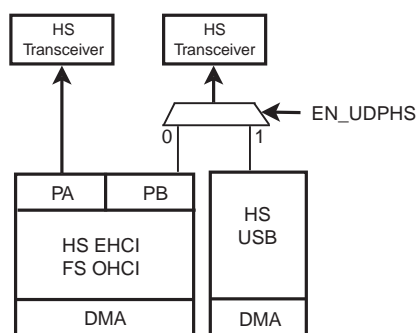 HS
Transceiver
HS
Transceiver
EN_UDPHS
0
1
PA
PB
HS EHCI
FS OHCI
HS
USB
DMA
DMA